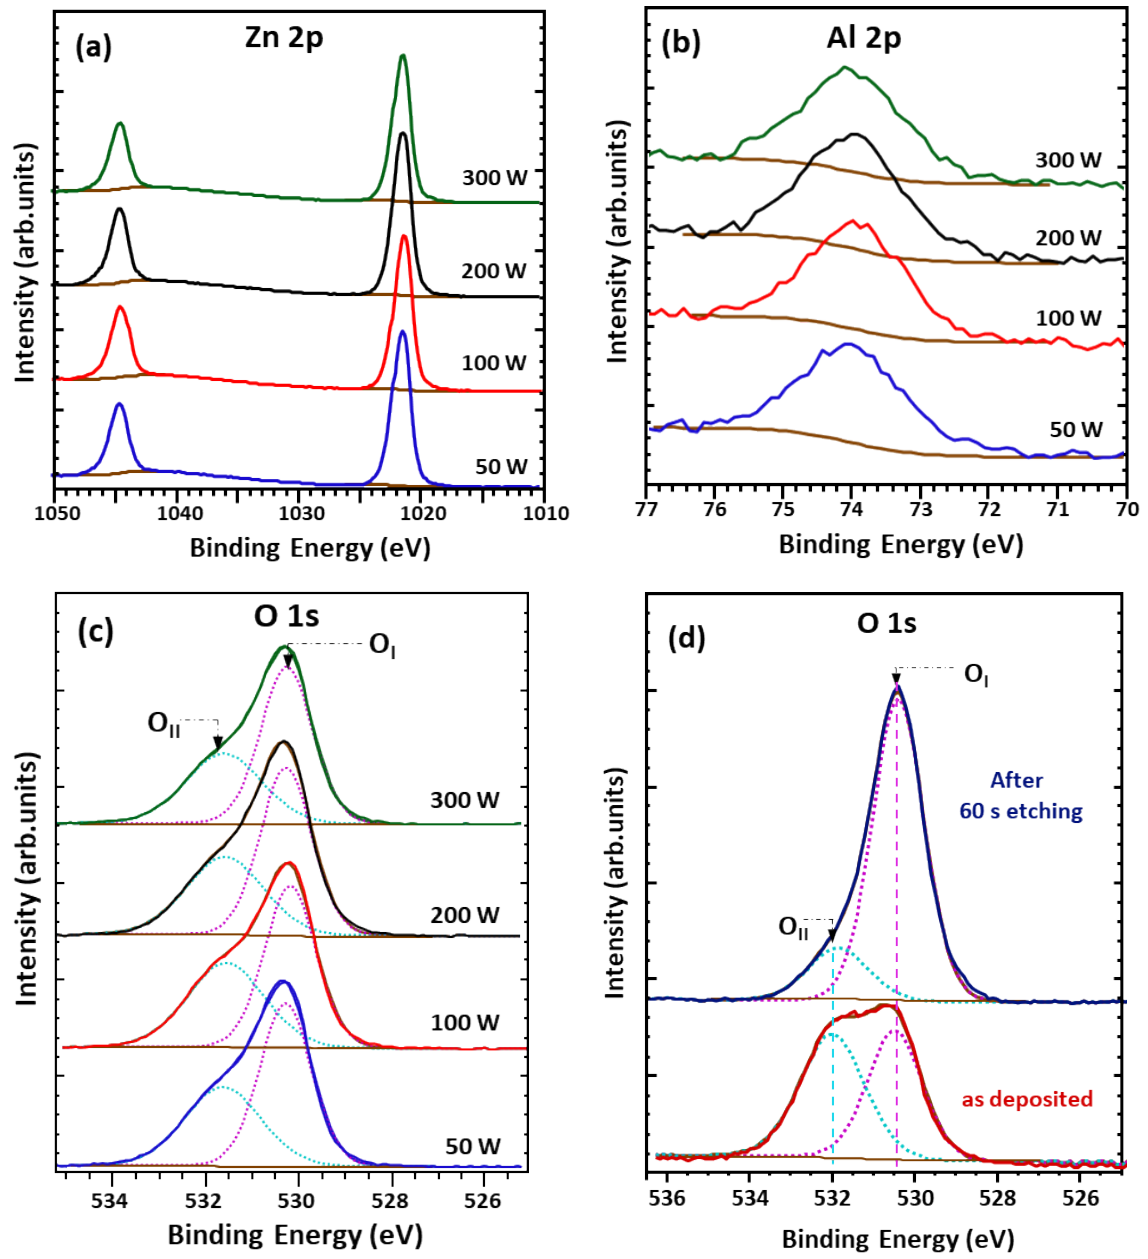 (a)
Zn 2p
300 W
200 W
100 W
50 W
Intensity (arb.units)
1050
1040
1030
1020
1010
Binding Energy (eV)
(b)
Al 2p
300 W
200 W
100 W
50 W
Intensity (arb.units)
77
76
75
74
73
72
71
70
Binding Energy (eV)
(c)
O 1s
O_I
O_II
300 W
200 W
100 W
50 W
Intensity (arb.units)
534
532
530
528
526
Binding Energy (eV)
(d)
O 1s
O_I
After
60 s etching
O_II
as deposited
Intensity (arb.units)
536
534
532
530
528
526
Binding Energy (eV)